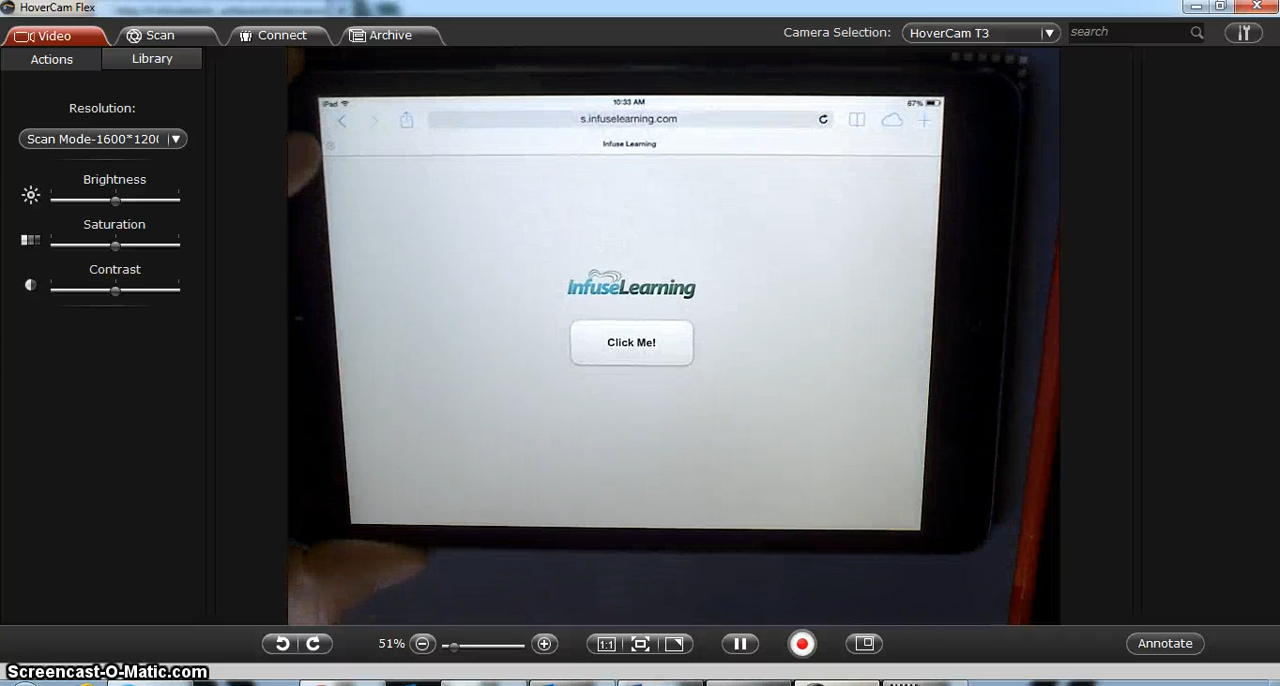 HoverCam Flex
Video
Scan
Connect
Archive
Camera Selection:
HoverCam T3
search
Actions
Library
Resolution:
Scan Mode-1600*120(
Brightness
Saturation
Contrast
iPad
10:33 AM
67%
s.infuselearning.com
Infuse Learning
InfuseLearning
Click Me!
51%
1:1
Annotate
Screencast-O-Matic.com